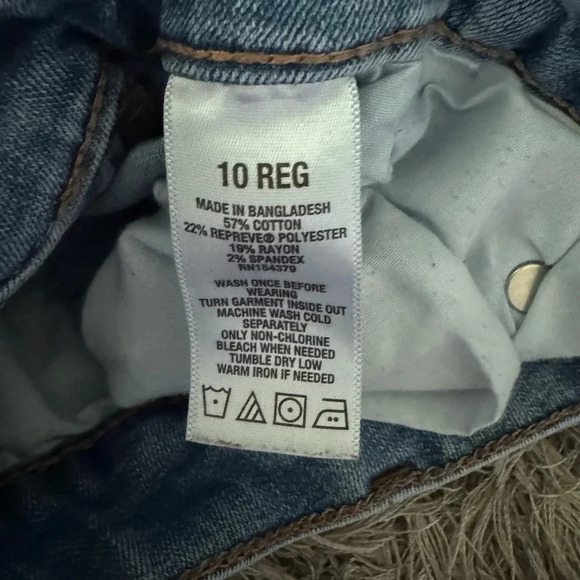 10 REG
MADE IN BANGLADESH
57% COTTON
22% REPREVE® POLYESTER
19% RAYON
2% SPANDEX
RN154379
WASH ONCE BEFORE
WEARING
TURN GARMENT INSIDE OUT
MACHINE WASH COLD
SEPARATELY
ONLY NON-CHLORINE
BLEACH WHEN NEEDED
TUMBLE DRY LOW
WARM IRON IF NEEDED